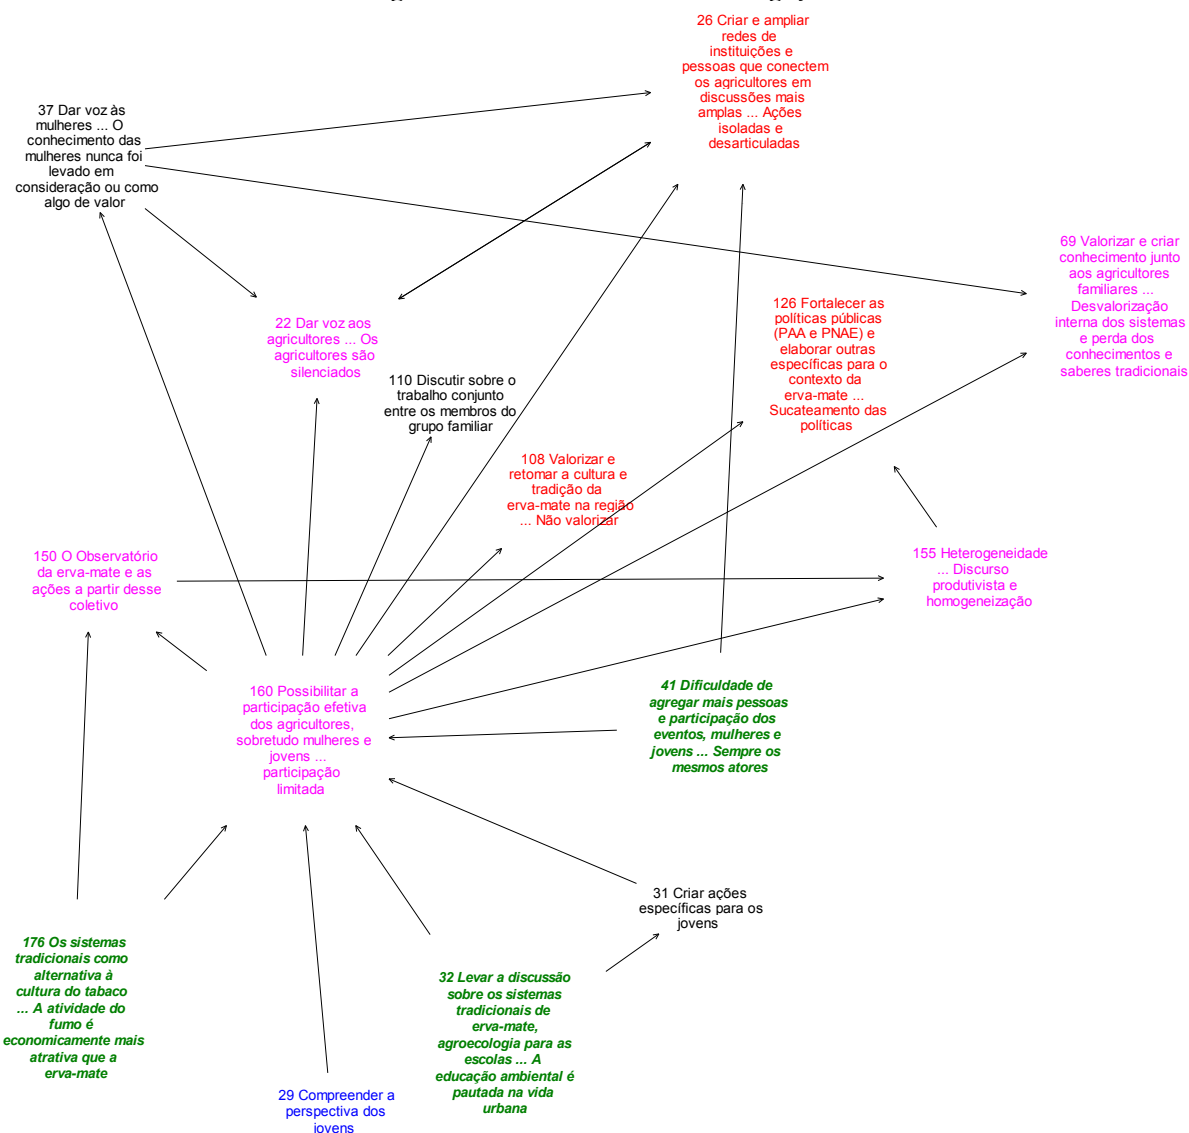 26 Criar e ampliar
redes de
instituições e
pessoas que conectem
os agricultores em
discussões mais
amplas ... Ações
isoladas e
desarticuladas
37 Dar voz às
mulheres ... O
conhecimento das
mulheres nunca foi
levado em
consideração ou como
algo de valor
69 Valorizar e criar
conhecimento junto
aos agricultores
familiares ...
Desvalorização
interna dos sistemas
e perda dos
conhecimentos e
saberes tradicionais
126 Fortalecer as
políticas públicas
(PAA e PNAE) e
elaborar outras
específicas para o
contexto da
erva-mate ...
Sucateamento das
políticas
22 Dar voz aos
agricultores ... Os
agricultores são
silenciados
110 Discutir sobre o
trabalho conjunto
entre os membros do
grupo familiar
108 Valorizar e
retomar a cultura e
tradição da
erva-mate na região
... Não valorizar
150 O Observatório
da erva-mate e as
ações a partir desse
coletivo
155 Heterogeneidade
... Discurso
produtivista e
homogeneização
160 Possibilitar a
participação efetiva
dos agricultores,
sobretudo mulheres e
jovens ...
participação
limitada
41 Dificuldade de
agregar mais pessoas
e participação dos
eventos, mulheres e
jovens ... Sempre os
mesmos atores
31 Criar ações
específicas para os
jovens
176 Os sistemas
tradicionais como
alternativa à
cultura do tabaco
... A atividade do
fumo é
economicamente mais
atrativa que a
erva-mate
32 Levar a discussão
sobre os sistemas
tradicionais de
erva-mate,
agroecologia para as
escolas ... A
educação ambiental é
pautada na vida
urbana
29 Compreender a
perspectiva dos
jovens